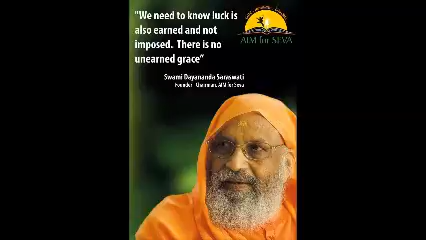 "We need to know luck is
also earned and not
imposed. There is no
unearned grace"
Swami Dayananda Saraswati
Founder Chairman, AIM for Seva
AIM for SEVA